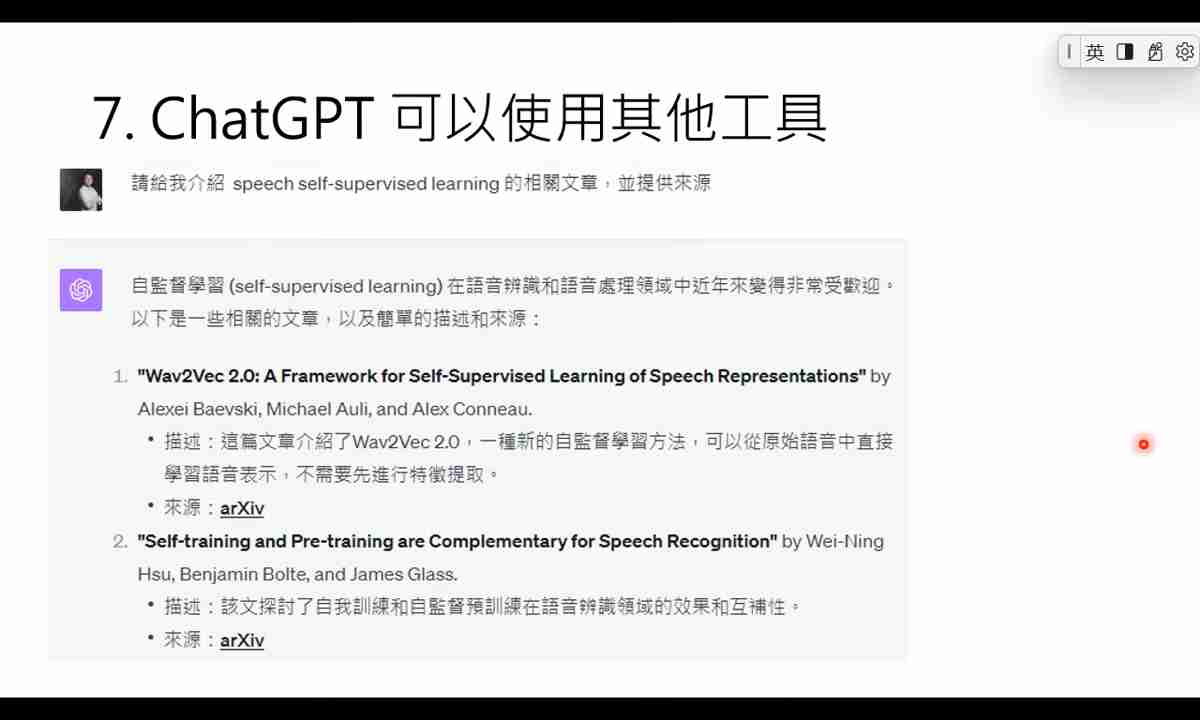 英
7. ChatGPT 可以使用其他工具
請給我介紹 speech self-supervised learning 的相關文章，並提供來源
自監督學習 (self-supervised learning) 在語音辨識和語音處理領域中近年來變得非常受歡迎。
以下是一些相關的文章，以及簡單的描述和來源：
1. "Wav2Vec 2.0: A Framework for Self-Supervised Learning of Speech Representations" by
Alexei Baevski, Michael Auli, and Alex Conneau.
• 描述：這篇文章介紹了Wav2Vec 2.0，一種新的自監督學習方法，可以從原始語音中直接
學習語音表示，不需要先進行特徵提取。
• 來源：arXiv
2. "Self-training and Pre-training are Complementary for Speech Recognition" by Wei-Ning
Hsu, Benjamin Bolte, and James Glass.
• 描述：該文探討了自我訓練和自監督預訓練在語音辨識領域的效果和互補性。
• 來源：arXiv